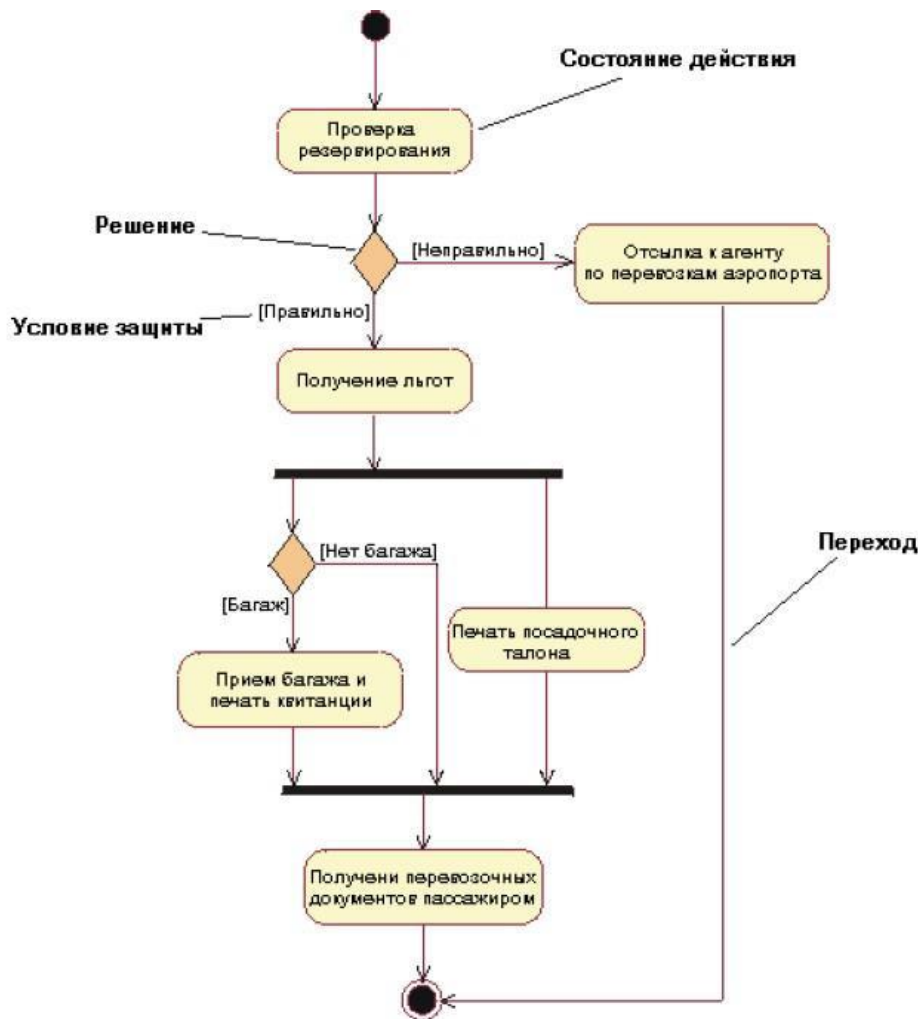 Состояние действия
Проверка
резервирования
Решение
[Неправильно]
Отсылка к агенту
по перевозкам аэропорта
Условие защиты
[Правильно]
Получение льгот
[Нет багажа]
Переход
[Багаж]
Печать посадочного
талона
Прием багажа и
печать квитанции
Получени перевозочных
документов пассажиром